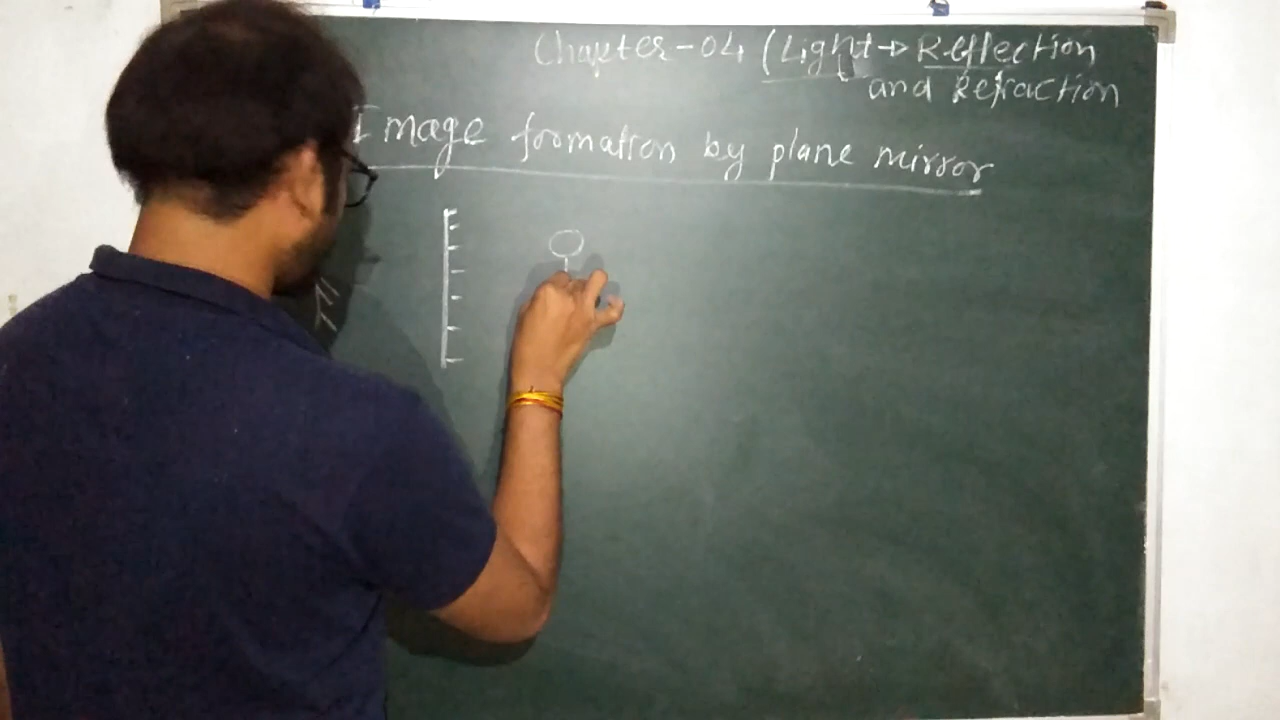 Chapter-04 (Light → Reflection
and Refraction
Image formation by plane mirror